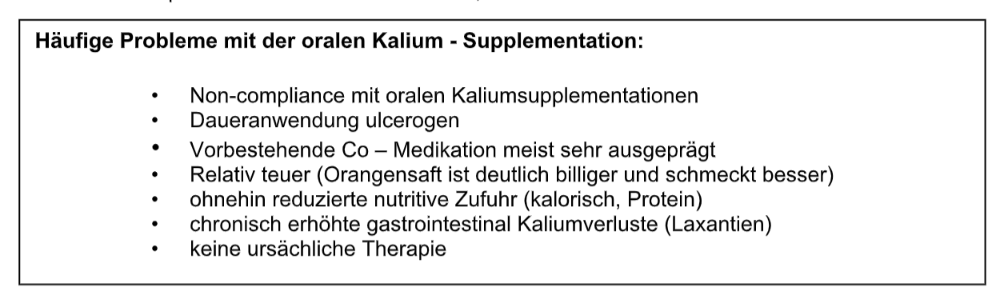 Häufige Probleme mit der oralen Kalium - Supplementation:
• Non-compliance mit oralen Kaliumsupplementationen
• Daueranwendung ulcerogen
• Vorbestehende Co – Medikation meist sehr ausgeprägt
• Relativ teuer (Orangensaft ist deutlich billiger und schmeckt besser)
• ohnehin reduzierte nutritive Zufuhr (kalorisch, Protein)
• chronisch erhöhte gastrointestinal Kaliumverluste (Laxantien)
• keine ursächliche Therapie